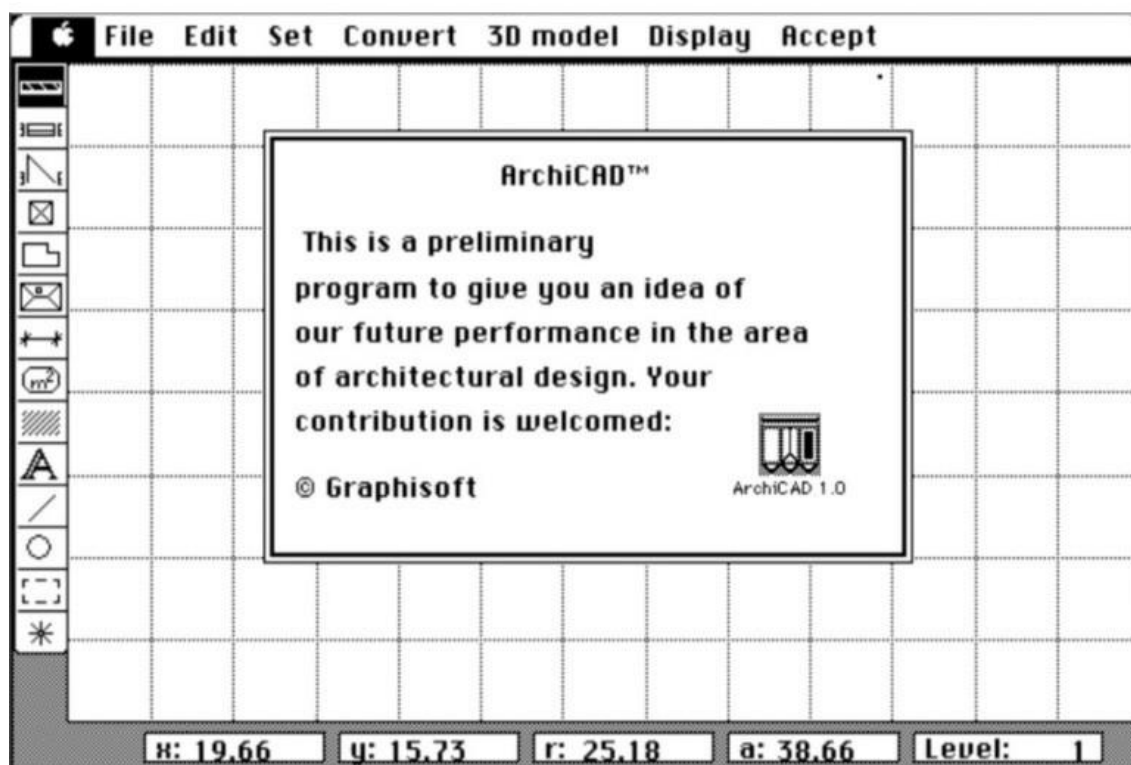 File Edit Set Convert 3D model Display Accept
ArchiCAD™
This is a preliminary
program to give you an idea of
our future performance in the area
of architectural design. Your
contribution is welcomed:
© Graphisoft
ArchiCAD 1.0
m²
A
x: 19,66 y: 15,73 r: 25,18 a: 38,66 Level: 1